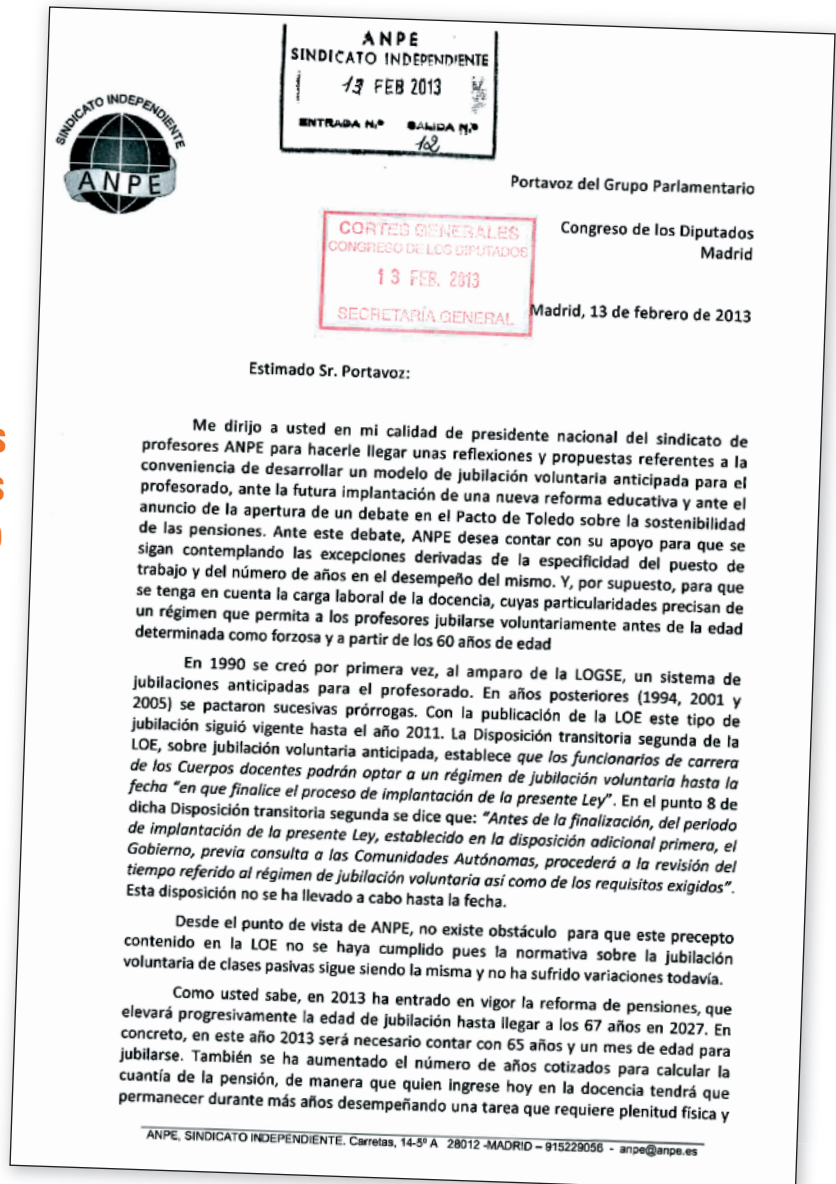 ANPE
SINDICATO INDEPENDIENTE
13 FEB 2013
ENTRADA N.º SALIDA N.º
102
SINDICATO INDEPENDIENTE
ANPE
Portavoz del Grupo Parlamentario
Congreso de los Diputados
Madrid
CORTES GENERALES
CONGRESO DE LOS DIPUTADOS
13 FEB. 2013
SECRETARÍA GENERAL
Madrid, 13 de febrero de 2013
Estimado Sr. Portavoz:
Me dirijo a usted en mi calidad de presidente nacional del sindicato de
profesores ANPE para hacerle llegar unas reflexiones y propuestas referentes a la
conveniencia de desarrollar un modelo de jubilación voluntaria anticipada para el
profesorado, ante la futura implantación de una nueva reforma educativa y ante el
anuncio de la apertura de un debate en el Pacto de Toledo sobre la sostenibilidad
de las pensiones. Ante este debate, ANPE desea contar con su apoyo para que se
sigan contemplando las excepciones derivadas de la especificidad del puesto de
trabajo y del número de años en el desempeño del mismo. Y, por supuesto, para que
se tenga en cuenta la carga laboral de la docencia, cuyas particularidades precisan de
un régimen que permita a los profesores jubilarse voluntariamente antes de la edad
determinada como forzosa y a partir de los 60 años de edad
En 1990 se creó por primera vez, al amparo de la LOGSE, un sistema de
jubilaciones anticipadas para el profesorado. En años posteriores (1994, 2001 y
2005) se pactaron sucesivas prórrogas. Con la publicación de la LOE este tipo de
jubilación siguió vigente hasta el año 2011. La Disposición transitoria segunda de la
LOE, sobre jubilación voluntaria anticipada, establece que los funcionarios de carrera
de los Cuerpos docentes podrán optar a un régimen de jubilación voluntaria hasta la
fecha "en que finalice el proceso de implantación de la presente Ley". En el punto 8 de
dicha Disposición transitoria segunda se dice que: "Antes de la finalización, del periodo
de implantación de la presente Ley, establecido en la disposición adicional primera, el
Gobierno, previa consulta a las Comunidades Autónomas, procederá a la revisión del
tiempo referido al régimen de jubilación voluntaria así como de los requisitos exigidos".
Esta disposición no se ha llevado a cabo hasta la fecha.
Desde el punto de vista de ANPE, no existe obstáculo para que este precepto
contenido en la LOE no se haya cumplido pues la normativa sobre la jubilación
voluntaria de clases pasivas sigue siendo la misma y no ha sufrido variaciones todavía.
Como usted sabe, en 2013 ha entrado en vigor la reforma de pensiones, que
elevará progresivamente la edad de jubilación hasta llegar a los 67 años en 2027. En
concreto, en este año 2013 será necesario contar con 65 años y un mes de edad para
jubilarse. También se ha aumentado el número de años cotizados para calcular la
cuantía de la pensión, de manera que quien ingrese hoy en la docencia tendrá que
permanecer durante más años desempeñando una tarea que requiere plenitud física y
ANPE, SINDICATO INDEPENDIENTE. Carretas, 14-5º A 28012 -MADRID – 915229056 - anpe@anpe.es